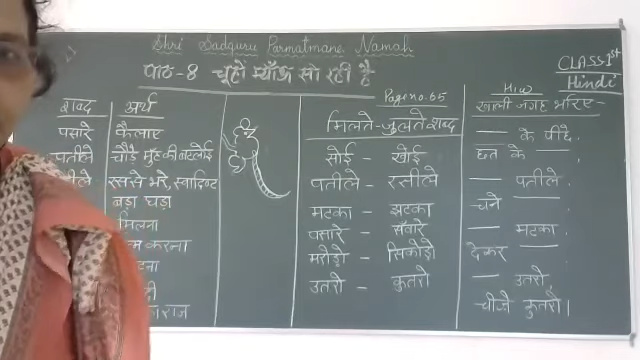 Shri Sadguru Parmatmane Namah
CLASS 1st
Hindi
पाठ-8 चूहों म्याऊँ सो रही है
Page no. 65
शब्द अर्थ
पसारे फैलाए
पतीले चौड़े मुँह की बटलोई
रसीले रस से भरे, स्वादिष्ट
बड़ा घड़ा
मिलना
करना
मिलते-जुलते शब्द
सोई - खोई
पतीले - रसीले
मटका - झटका
पसारे - सँवारे
मरोड़ो - सिकोड़ो
उतरो - कुतरो
H.W
खाली जगह भरिए-
___ के पीछे
छत के ___.
___ पतीले.
चने ___
___ मटका.
देकर ___
___ उतरो,
चीजें कुतरो।